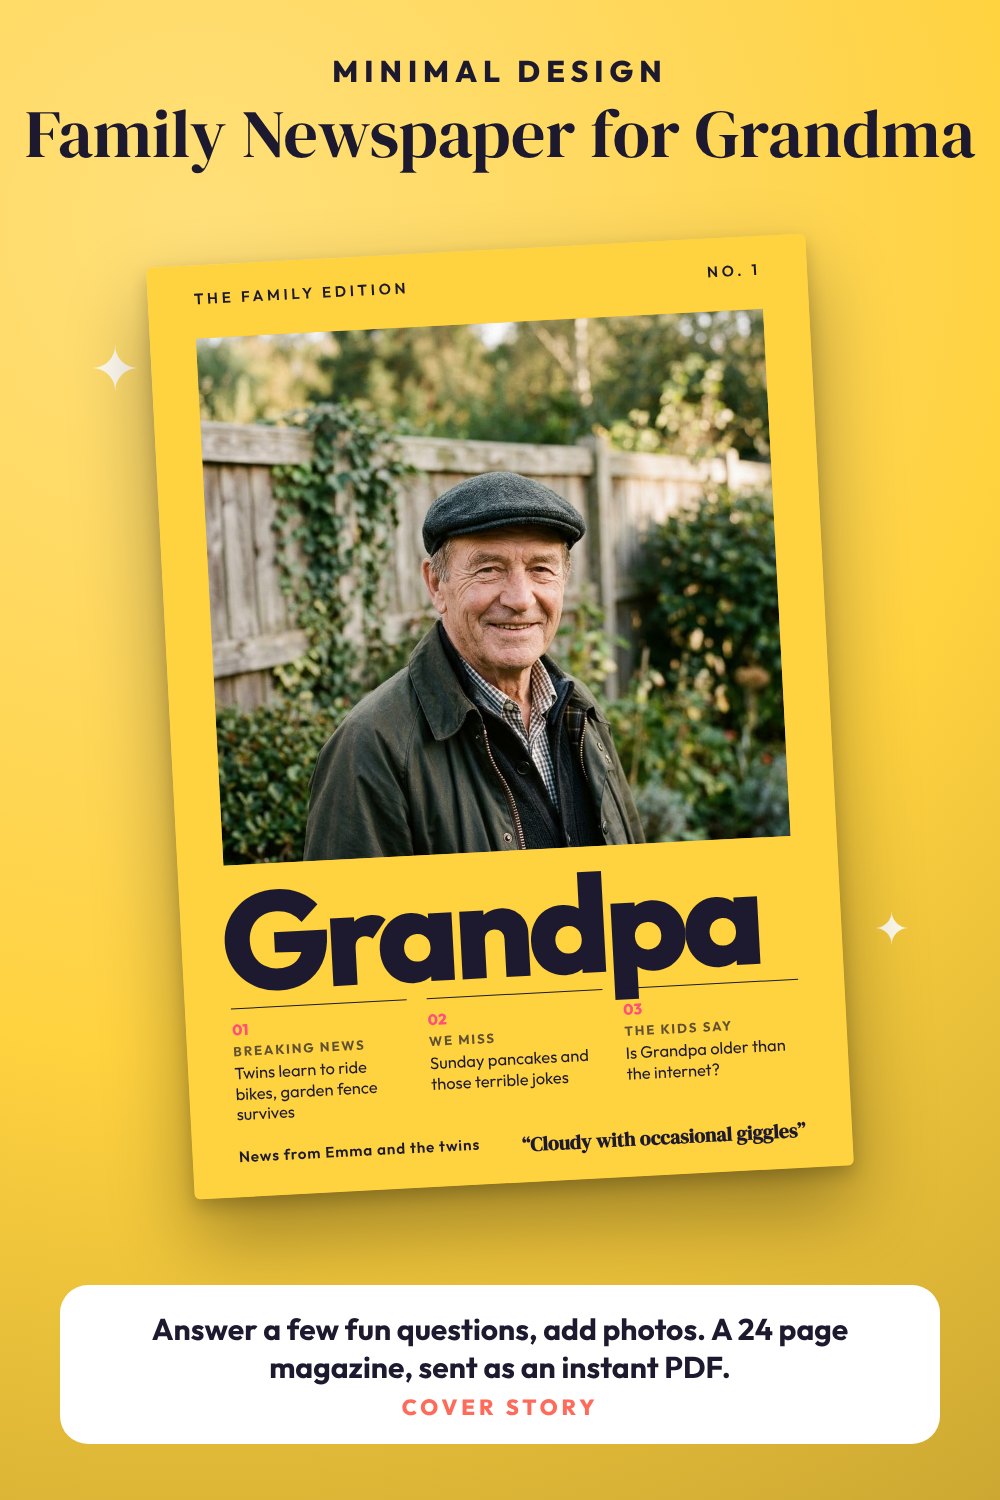 MINIMAL DESIGN
Family Newspaper for Grandma
THE FAMILY EDITION
NO. 1
Grandpa
01
BREAKING NEWS
Twins learn to ride
bikes, garden fence
survives
02
WE MISS
Sunday pancakes and
those terrible jokes
03
THE KIDS SAY
Is Grandpa older than
the internet?
News from Emma and the twins
“Cloudy with occasional giggles”
Answer a few fun questions, add photos. A 24 page
magazine, sent as an instant PDF.
COVER STORY